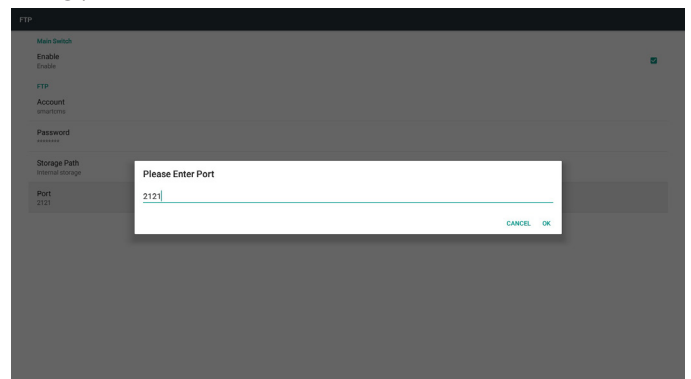 FTP
Main Switch
Enable
Enable
FTP
Account
smartcms
Password
********
Storage Path
Internal storage
Port
2121
Please Enter Port
2121
CANCEL OK